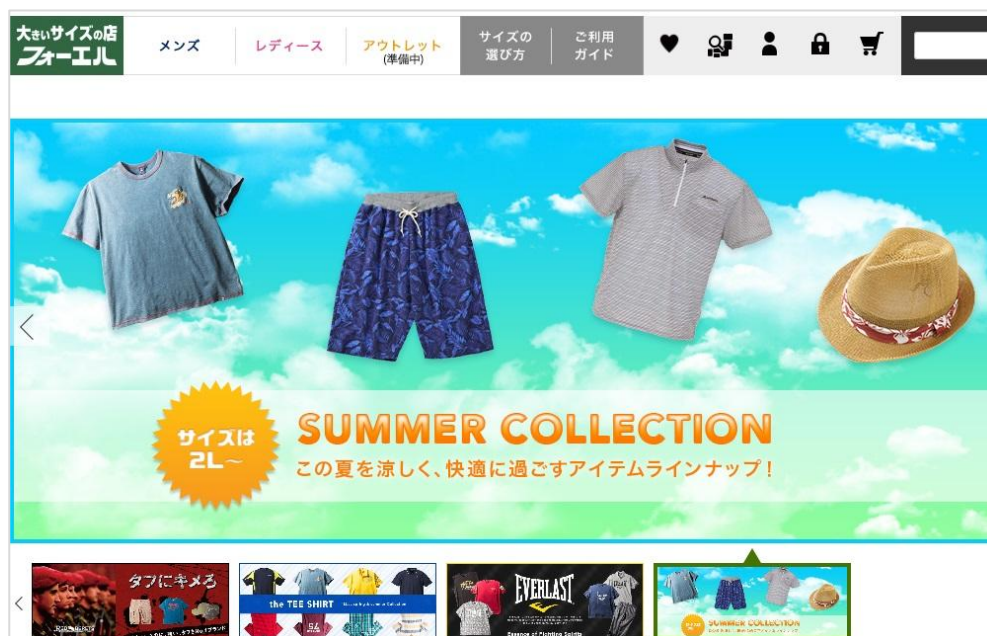 大きいサイズの店
フォーエル
メンズ
レディース
アウトレット
(準備中)
サイズの
選び方
ご利用
ガイド
サイズは
2L～
SUMMER COLLECTION
この夏を涼しく、快適に過ごすアイテムラインナップ！
タフにキメろ
the TEE SHIRT
EVERLAST
Essence of Fighting Spirits
SUMMER COLLECTION